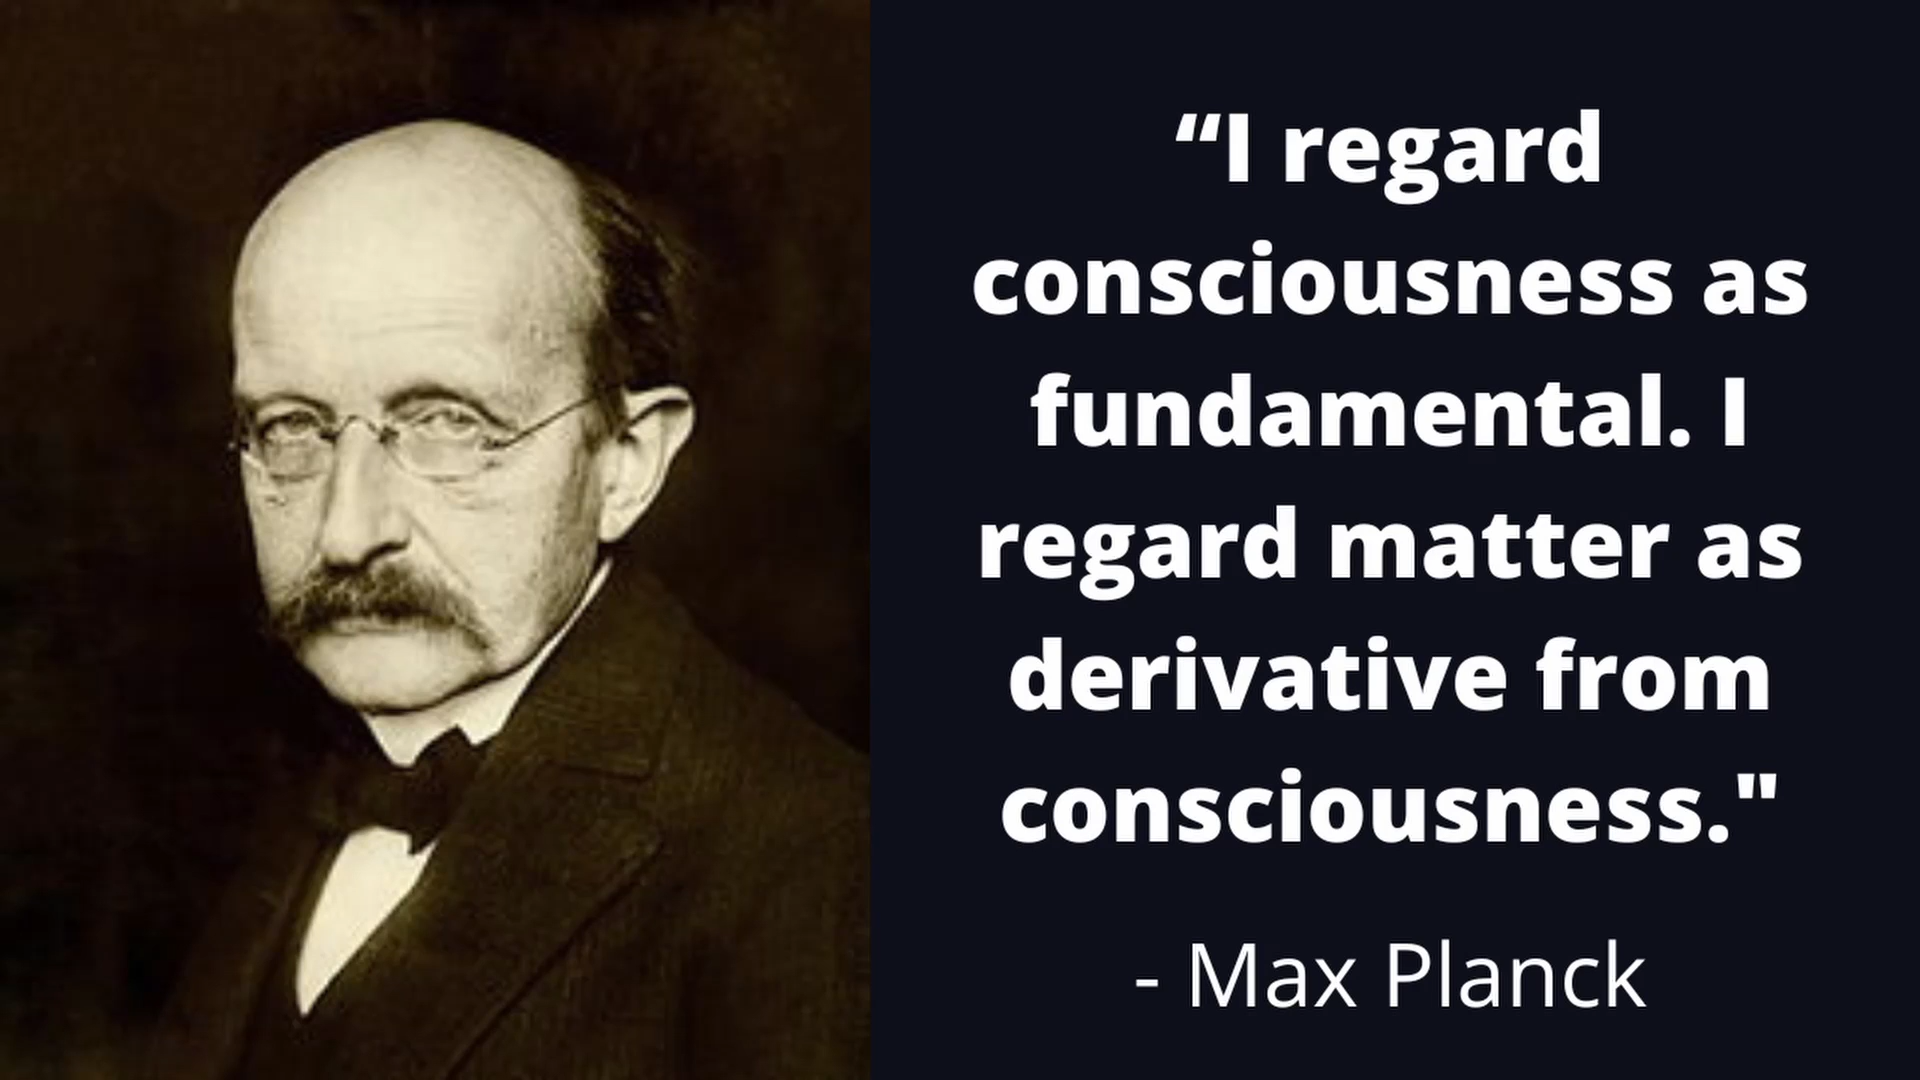 “I regard
consciousness as
fundamental. I
regard matter as
derivative from
consciousness."
- Max Planck